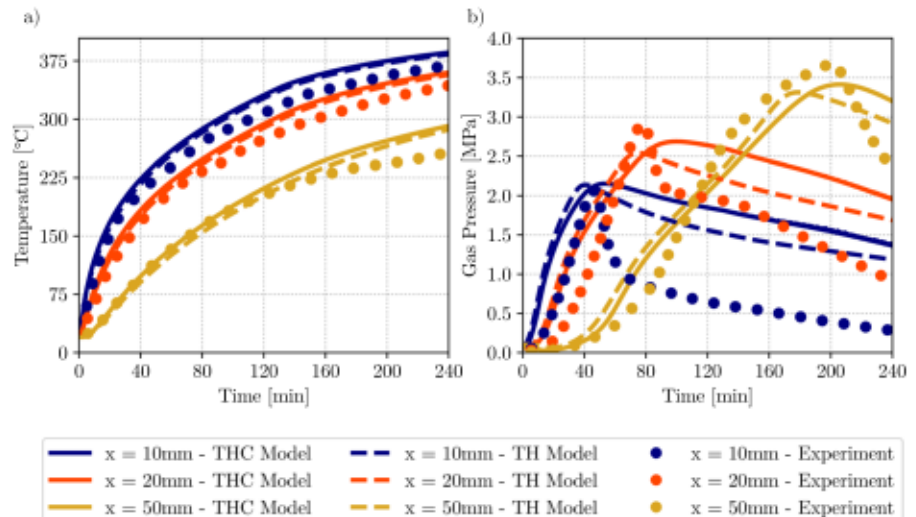 a)
b)
375
300
225
150
75
0
Temperature [°C]
0 40 80 120 160 200 240
Time [min]
4.0
3.5
3.0
2.5
2.0
1.5
1.0
0.5
0.0
Gas Pressure [MPa]
0 40 80 120 160 200 240
Time [min]
x = 10mm - THC Model x = 10mm - TH Model x = 10mm - Experiment
x = 20mm - THC Model x = 20mm - TH Model x = 20mm - Experiment
x = 50mm - THC Model x = 50mm - TH Model x = 50mm - Experiment